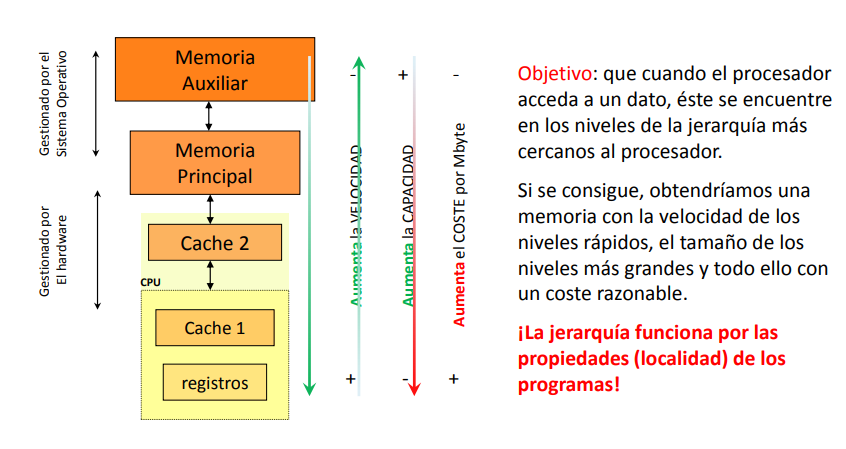 Gestionado por el
Sistema Operativo
Gestionado por
El hardware
Memoria
Auxiliar
Memoria
Principal
Cache 2
CPU
Cache 1
registros
-
+
-
Aumenta la VELOCIDAD
Aumenta la CAPACIDAD
Aumenta el COSTE por Mbyte
+
-
+
Objetivo: que cuando el procesador
acceda a un dato, éste se encuentre
en los niveles de la jerarquía más
cercanos al procesador.
Si se consigue, obtendríamos una
memoria con la velocidad de los
niveles rápidos, el tamaño de los
niveles más grandes y todo ello con
un coste razonable.
¡La jerarquía funciona por las
propiedades (localidad) de los
programas!